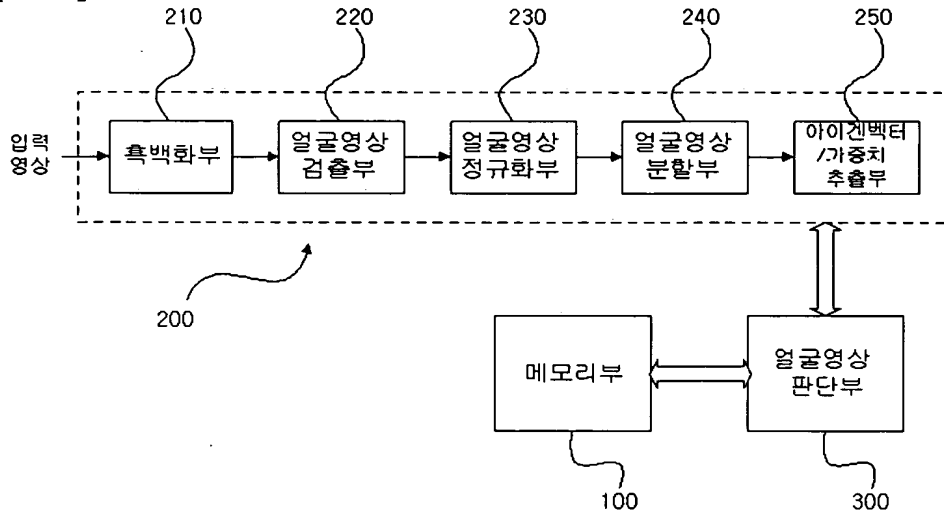 210
220
230
240
250
입력
영상
흑백화부
얼굴영상
검출부
얼굴영상
정규화부
얼굴영상
분할부
아이겐벡터
/가중치
추출부
200
메모리부
얼굴영상
판단부
100
300